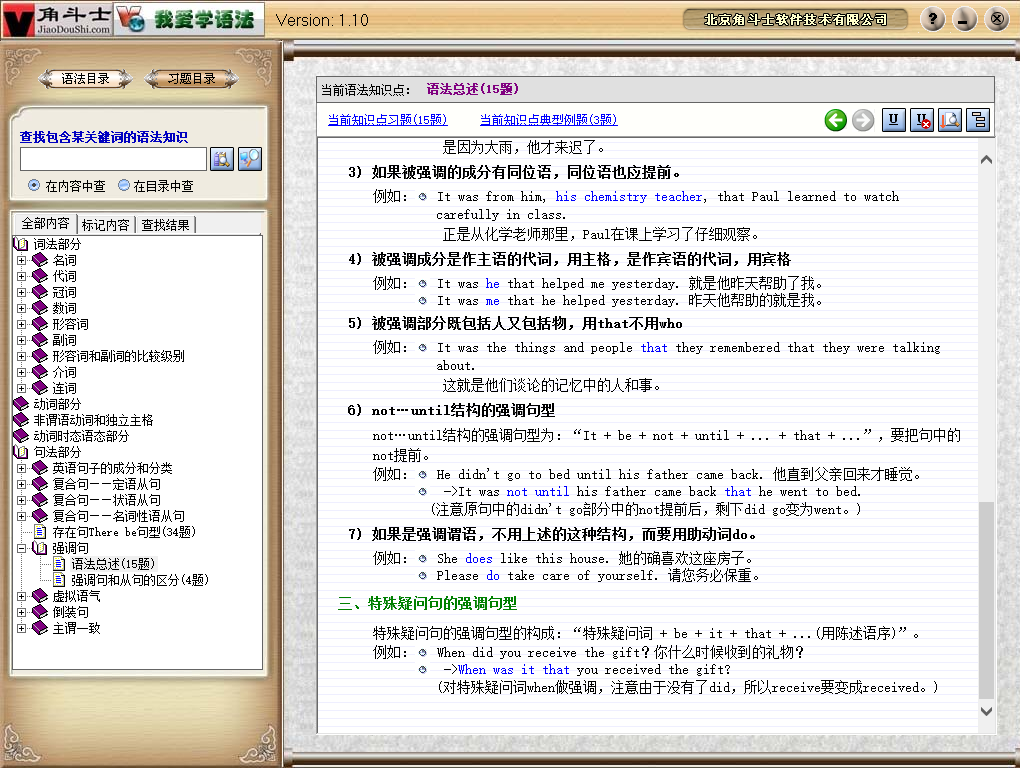 角斗士
JiaoDouShi.com
我爱学语法
Version: 1.10
北京角斗士软件技术有限公司
?
语法目录
习题目录
查找包含某关键词的语法知识
在内容中查
在目录中查
全部内容
标记内容
查找结果
词法部分
名词
代词
冠词
数词
形容词
副词
形容词和副词的比较级别
介词
连词
动词部分
非谓语动词和独立主格
动词时态语态部分
句法部分
英语句子的成分和分类
复合句－－定语从句
复合句－－状语从句
复合句－－名词性语从句
存在句There be句型(34题)
强调句
语法总述(15题)
强调句和从句的区分(4题)
虚拟语气
倒装句
主谓一致
当前语法知识点： 语法总述(15题)
当前知识点习题(15题)
当前知识点典型例题(3题)
是因为大雨，他才来迟了。
3) 如果被强调的成分有同位语，同位语也应提前。
例如： It was from him, his chemistry teacher, that Paul learned to watch
carefully in class.
正是从化学老师那里，Paul在课上学习了仔细观察。
4) 被强调成分是作主语的代词，用主格，是作宾语的代词，用宾格
例如： It was he that helped me yesterday. 就是他昨天帮助了我。
It was me that he helped yesterday. 昨天他帮助的就是我。
5) 被强调部分既包括人又包括物，用that不用who
例如： It was the things and people that they remembered that they were talking
about.
这就是他们谈论的记忆中的人和事。
6) not…until结构的强调句型
not…until结构的强调句型为：“It + be + not + until + ... + that + ...”，要把句中的
not提前。
例如： He didn't go to bed until his father came back. 他直到父亲回来才睡觉。
->It was not until his father came back that he went to bed.
(注意原句中的didn't go部分中的not提前后，剩下did go变为went。)
7) 如果是强调谓语，不用上述的这种结构，而要用助动词do。
例如： She does like this house. 她的确喜欢这座房子。
Please do take care of yourself. 请您务必保重。
三、特殊疑问句的强调句型
特殊疑问句的强调句型的构成：“特殊疑问词 + be + it + that + ...(用陈述语序)”。
例如： When did you receive the gift？你什么时候收到的礼物？
->When was it that you received the gift?
(对特殊疑问词when做强调，注意由于没有了did，所以receive要变成received。)